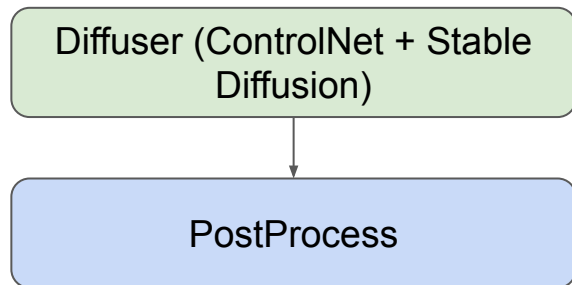 Diffuser (ControlNet + Stable
Diffusion)
PostProcess